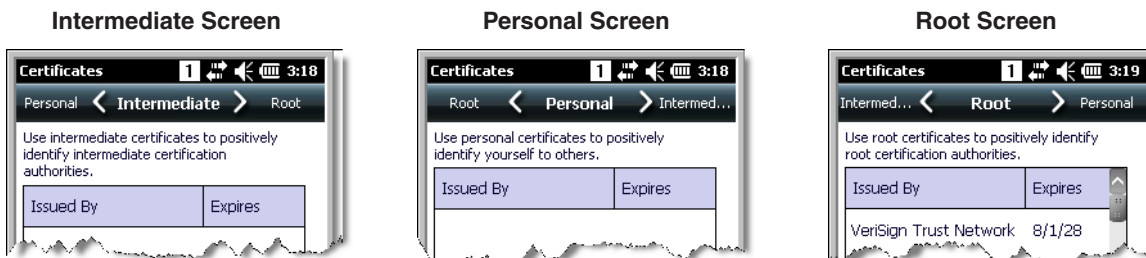 Intermediate Screen
Certificates 1 3:18
Personal Intermediate Root
Use intermediate certificates to positively
identify intermediate certification
authorities.
Issued By Expires
Personal Screen
Certificates 1 3:18
Root Personal Intermed...
Use personal certificates to positively
identify yourself to others.
Issued By Expires
Root Screen
Certificates 1 3:19
Intermed... Root Personal
Use root certificates to positively identify
root certification authorities.
Issued By Expires
VeriSign Trust Network 8/1/28